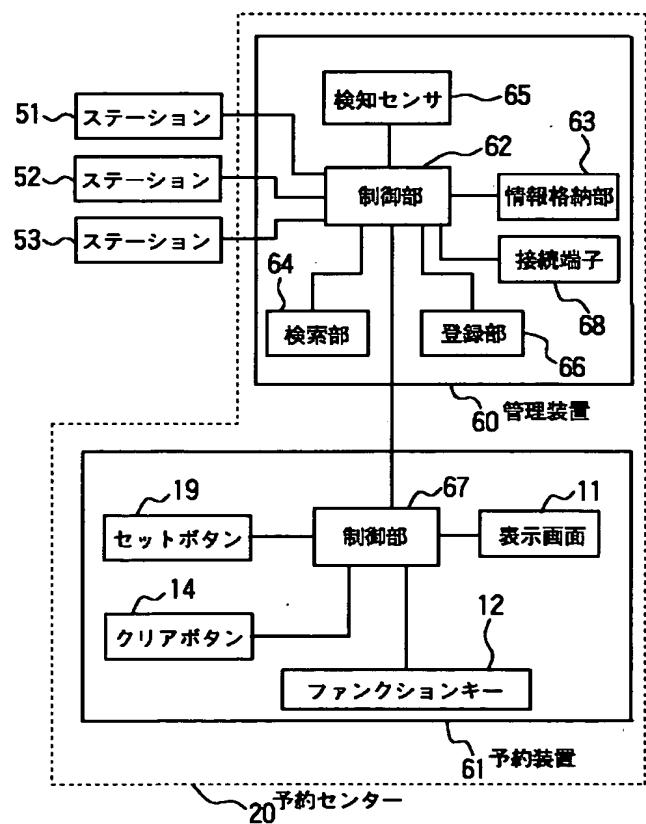 検知センサ
65
51
ステーション
62
63
52
ステーション
制御部
情報格納部
53
ステーション
接続端子
64
68
検索部
登録部
66
60
管理装置
67
19
11
セットボタン
制御部
表示画面
14
12
クリアボタン
ファンクションキー
61
予約装置
20
予約センター